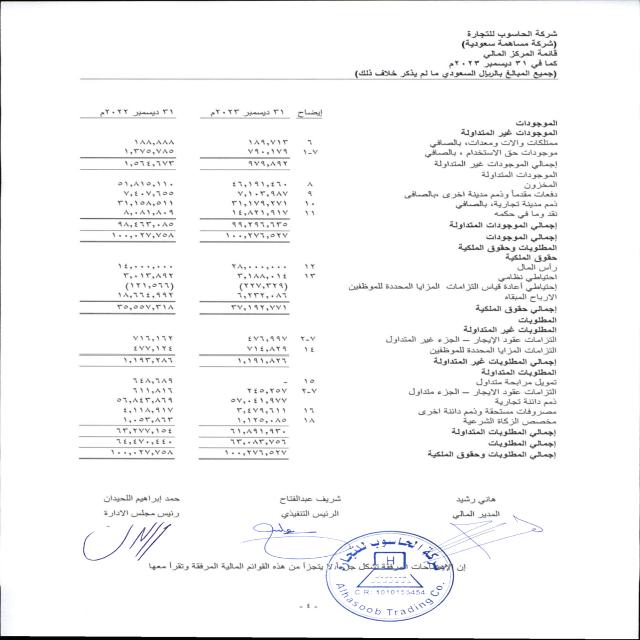 شركة الحاسوب للتجارة
(شركة مساهمة سعودية)
قائمة المركز المالي
كما في ٣١ ديسمبر ٢٠٢٣م
(جميع المبالغ بالريال السعودي ما لم يذكر خلاف ذلك)
إيضاح ٣١ ديسمبر ٢٠٢٣م ٣١ ديسمبر ٢٠٢٢م
الموجودات
الموجودات غير المتداولة
ممتلكات وآلات ومعدات، بالصافي ٦ ١٨٩,٧١٣ ١٨٨,٨٨٨
موجودات حق الاستخدام ، بالصافي ٧-١ ٧٩٠,١٧٩ ١,٣٧٥,٧٨٥
إجمالي الموجودات غير المتداولة ٩٧٩,٨٩٢ ١,٥٦٤,٦٧٣
الموجودات المتداولة
المخزون ٨ ٤٦,١٩١,٤٦٠ ٥١,٨١٥,١١٠
دفعات مقدماً وذمم مدينة اخرى ،بالصافي ٩ ٧,١٠٣,٩٨٧ ٧,٤٠٧,٦٥٥
ذمم مدينة تجارية، بالصافي ١٠ ٣١,١٧٩,٢٧١ ٣١,١٥٨,٥١١
نقد وما في حكمه ١١ ١٤,٨٢١,٩١٧ ٨,٠٨١,٨٠٩
إجمالي الموجودات المتداولة ٩٩,٢٩٦,٦٣٥ ٩٨,٤٦٣,٠٨٥
إجمالي الموجودات ١٠٠,٢٧٦,٥٢٧ ١٠٠,٠٢٧,٧٥٨
المطلوبات وحقوق الملكية
حقوق الملكية
رأس المال ١٢ ٢٨,٠٠٠,٠٠٠ ١٤,٠٠٠,٠٠٠
احتياطي نظامي ١٣ ٣,١٨٨,٠١٤ ٣,٠١٣,٨٩٢
إحتياطي أعادة قياس التزامات المزايا المحددة للموظفين (٢٢٧,٣٢٩) (١٢١,٥٦٦)
الارباح المبقاه ٦,٢٣٢,٠٨٦ ١٨,٦٦٤,٩٩٢
إجمالي حقوق الملكية ٣٧,١٩٢,٧٧١ ٣٥,٥٥٧,٣١٨
المطلوبات
المطلوبات غير المتداولة
التزامات عقود الإيجار – الجزء غير المتداول ٧-٢ ٤٧٦,٩٩٧ ٧١٦,١٦٢
التزامات المزايا المحددة للموظفين ١٤ ٧١٤,٨٢٩ ٤٧٧,١٢٤
إجمالي المطلوبات غير المتداولة ١,١٩١,٨٢٦ ١,١٩٣,٢٨٦
المطلوبات المتداولة
تمويل مرابحة متداول ١٥ - ٦٤٨,٦٨٩
التزامات عقود الإيجار – الجزء متداول ٧-٢ ٢٤٠,٢٥٧ ٦١١,٨١٦
ذمم دائنة تجارية ٥٧,٠٤١,٩٧٧ ٥٦,٨٤٣,٨٦٩
مصروفات مستحقة وذمم دائنة اخرى ١٦ ٣,٤٧٩,٦١١ ٤,١١٨,٩١٧
مخصص الزكاة الشرعية ١٨ ١,١٢٠,٠٨٥ ١,٠٥٣,٨٦٣
إجمالي المطلوبات المتداولة ٦١,٨٩١,٩٣٠ ٦٣,٢٧٧,١٥٤
إجمالي المطلوبات ٦٣,٠٨٣,٧٥٦ ٦٤,٤٧٠,٤٤٠
إجمالي المطلوبات وحقوق الملكية ١٠٠,٢٧٦,٥٢٧ ١٠٠,٠٢٧,٧٥٨
هاني رشيد شريف عبدالفتاح حمد إبراهيم اللحيدان
المدير المالي الرئيس التنفيذي رئيس مجلس الادارة
شركة الحاسوب للتجارة
H
C.R: 1010155454
Alhasoob Trading Co.
إن الإيضاحات المرفقة تشكل جزءاً لا يتجزأ من هذه القوائم المالية المرفقة وتقرأ معها
- ٤ -